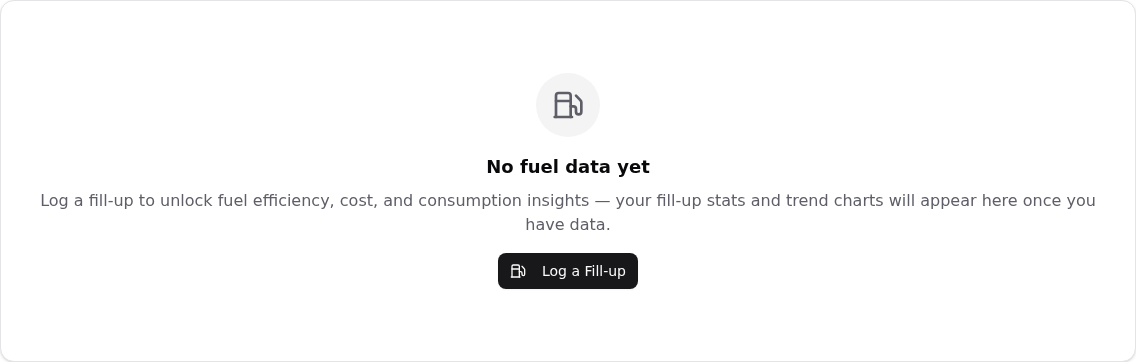 No fuel data yet
Log a fill-up to unlock fuel efficiency, cost, and consumption insights — your fill-up stats and trend charts will appear here once you
have data.
Log a Fill-up